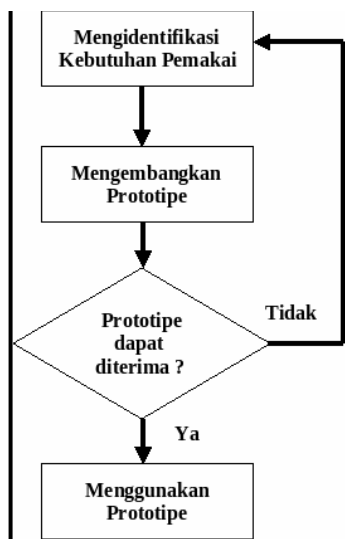 Mengidentifikasi
Kebutuhan Pemakai
Mengembangkan
Prototipe
Prototipe
dapat
diterima ?
Tidak
Ya
Menggunakan
Prototipe